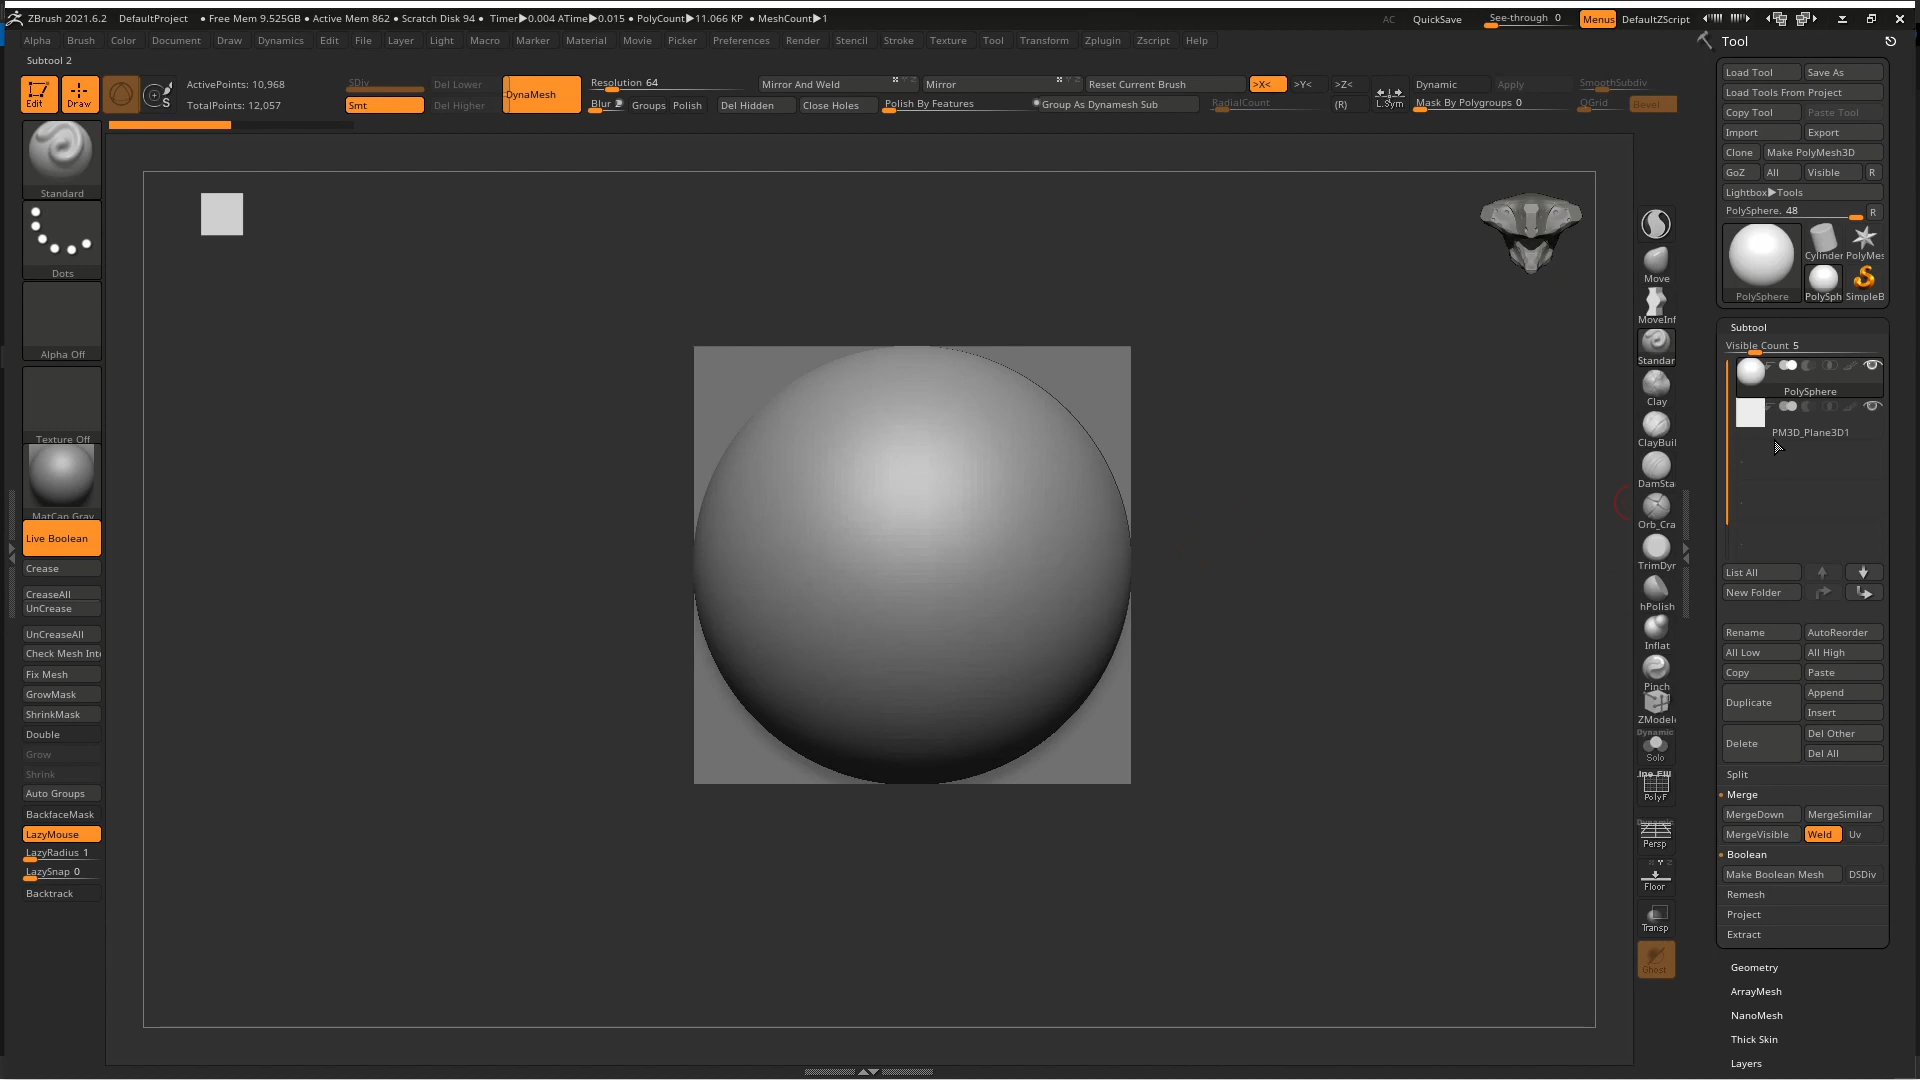 ZBrush 2021.6.2 DefaultProject • Free Mem 9.525GB • Active Mem 862 • Scratch Disk 94 • Timer▶0.004 ATime▶0.015 • PolyCount▶11.066 KP • MeshCount▶1 AC QuickSave See-through 0 Menus DefaultZScript
Alpha Brush Color Document Draw Dynamics Edit File Layer Light Macro Marker Material Movie Picker Preferences Render Stencil Stroke Texture Tool Transform Zplugin Zscript Help
Subtool 2
Edit Draw
ActivePoints: 10,968
TotalPoints: 12,057
SDiv Del Lower
Smt Del Higher
DynaMesh
Resolution 64
Blur 2 Groups Polish
Mirror And Weld Mirror Reset Current Brush
Del Hidden Close Holes Polish By Features Group As Dynamesh Sub
>X< >Y< >Z<
RadialCount (R)
L.Sym
Dynamic Apply SmoothSubdiv
Mask By Polygroups 0 QGrid Bevel
Standard
Dots
Alpha Off
Texture Off
MatCap Gray
Live Boolean
Crease
CreaseAll
UnCrease
UnCreaseAll
Check Mesh Int
Fix Mesh
GrowMask
ShrinkMask
Double
Grow
Shrink
Auto Groups
BackfaceMask
LazyMouse
LazyRadius 1
LazySnap 0
Backtrack
Move
MoveInf
Standar
Clay
ClayBuil
DamSta
Orb_Cra
TrimDyr
hPolish
Inflat
Pinch
ZModel
Dynamic
Solo
Line Fill
PolyF
Dynamic
Persp
Floor
Transp
Ghost
Tool
Load Tool Save As
Load Tools From Project
Copy Tool Paste Tool
Import Export
Clone Make PolyMesh3D
GoZ All Visible R
Lightbox▶Tools
PolySphere. 48 R
Cylinder PolyMes
PolySphere PolySph SimpleB
Subtool
Visible Count 5
PolySphere
PM3D_Plane3D1
List All
New Folder
Rename AutoReorder
All Low All High
Copy Paste
Duplicate Append
Insert
Delete Del Other
Del All
Split
Merge
MergeDown MergeSimilar
MergeVisible Weld Uv
Boolean
Make Boolean Mesh DSDiv
Remesh
Project
Extract
Geometry
ArrayMesh
NanoMesh
Thick Skin
Layers